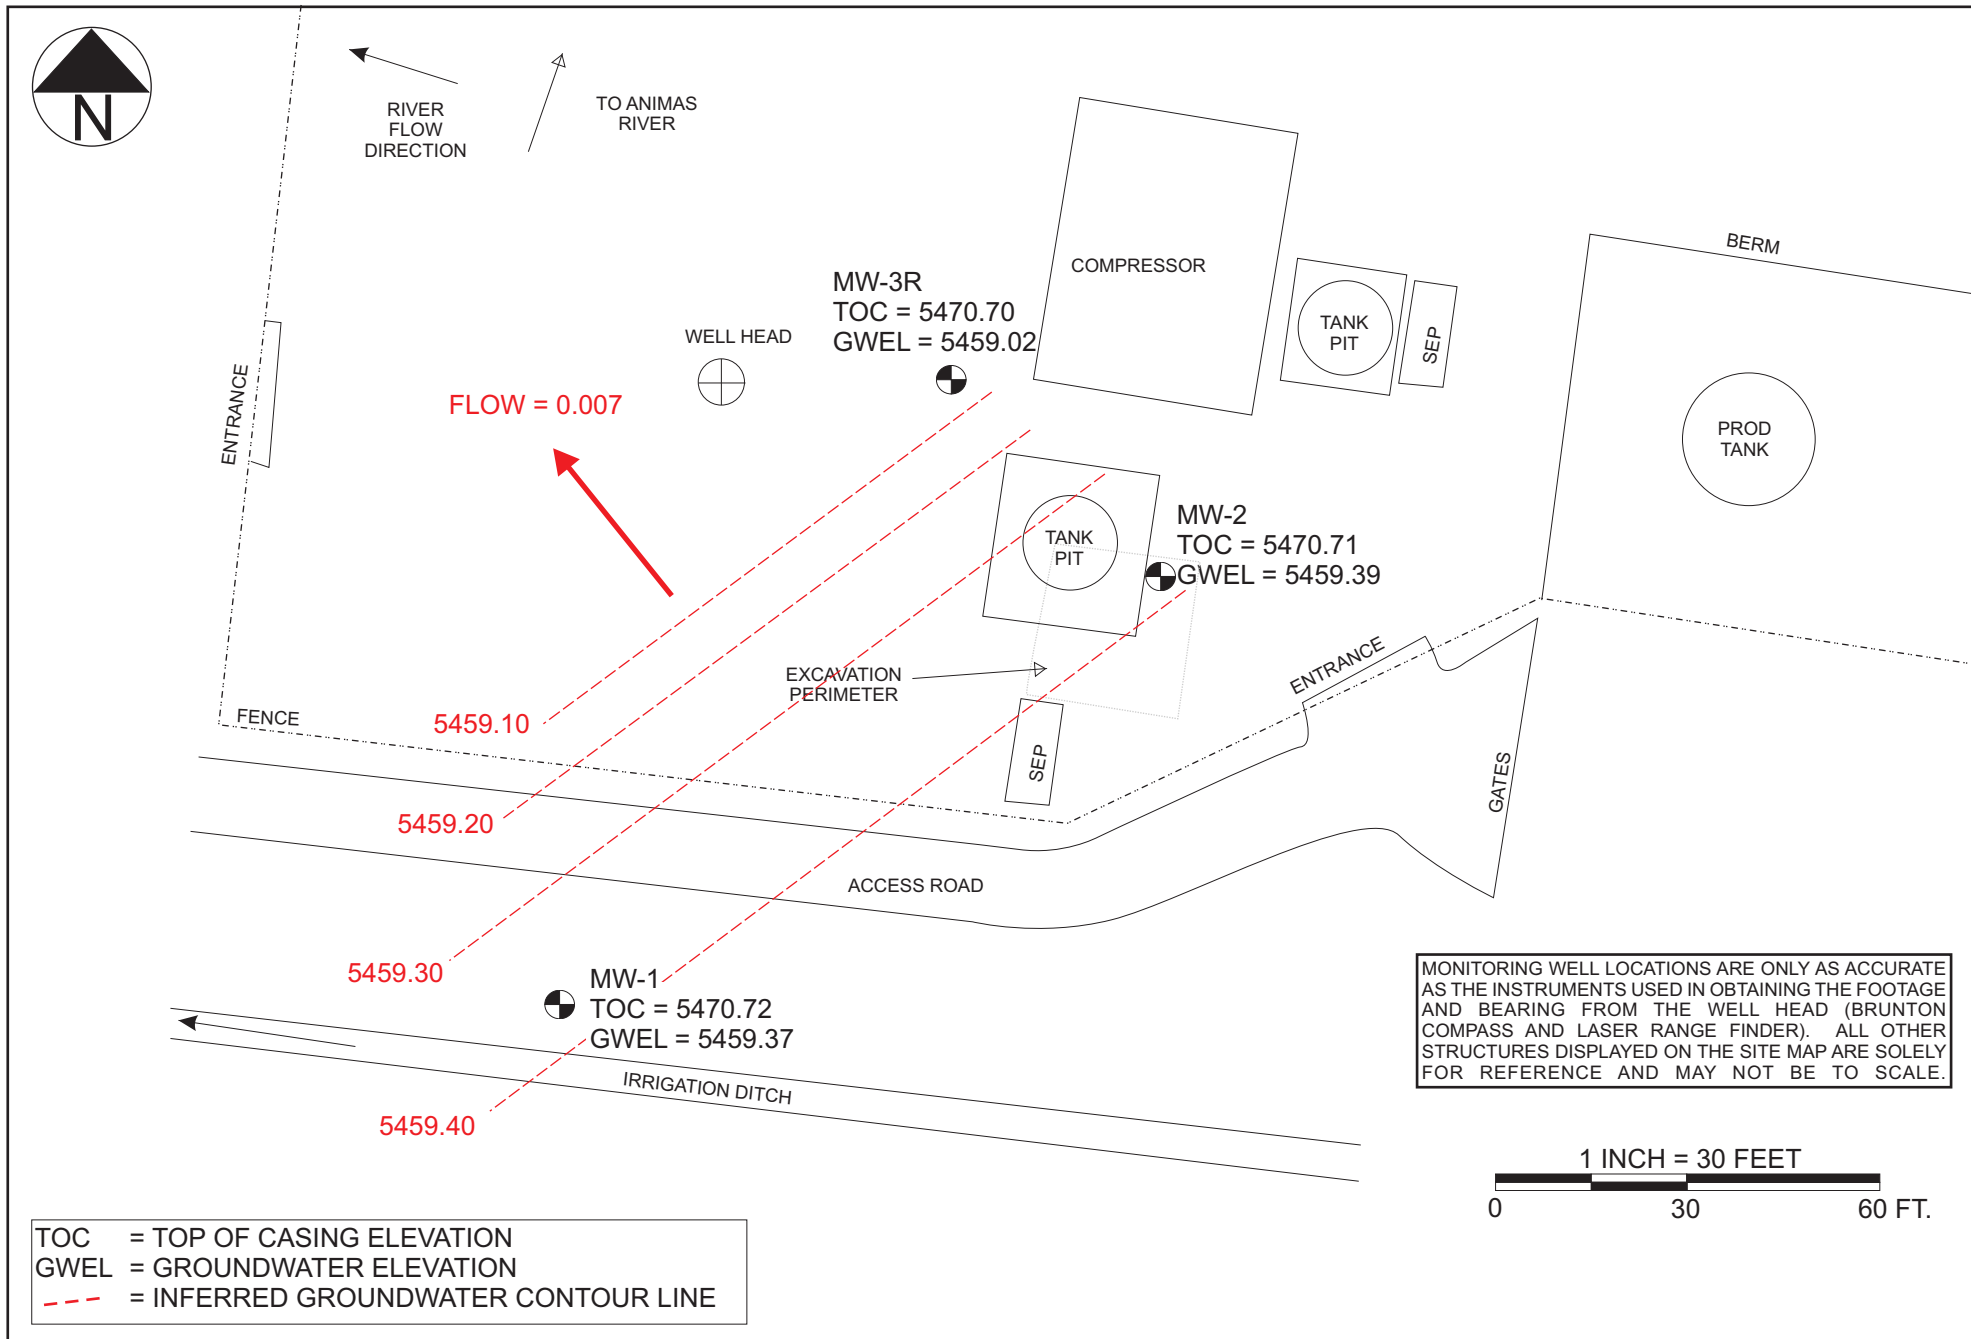 N
RIVER
FLOW
DIRECTION
TO ANIMAS
RIVER
BERM
COMPRESSOR
MW-3R
TOC = 5470.70
GWEL = 5459.02
WELL HEAD
TANK
PIT
SEP
ENTRANCE
FLOW = 0.007
PROD
TANK
MW-2
TOC = 5470.71
GWEL = 5459.39
TANK
PIT
EXCAVATION
PERIMETER
ENTRANCE
FENCE
5459.10
SEP
GATES
5459.20
ACCESS ROAD
5459.30
MW-1
TOC = 5470.72
GWEL = 5459.37
IRRIGATION DITCH
5459.40
MONITORING WELL LOCATIONS ARE ONLY AS ACCURATE
AS THE INSTRUMENTS USED IN OBTAINING THE FOOTAGE
AND BEARING FROM THE WELL HEAD (BRUNTON
COMPASS AND LASER RANGE FINDER). ALL OTHER
STRUCTURES DISPLAYED ON THE SITE MAP ARE SOLELY
FOR REFERENCE AND MAY NOT BE TO SCALE.
1 INCH = 30 FEET
0 30 60 FT.
TOC = TOP OF CASING ELEVATION
GWEL = GROUNDWATER ELEVATION
= INFERRED GROUNDWATER CONTOUR LINE